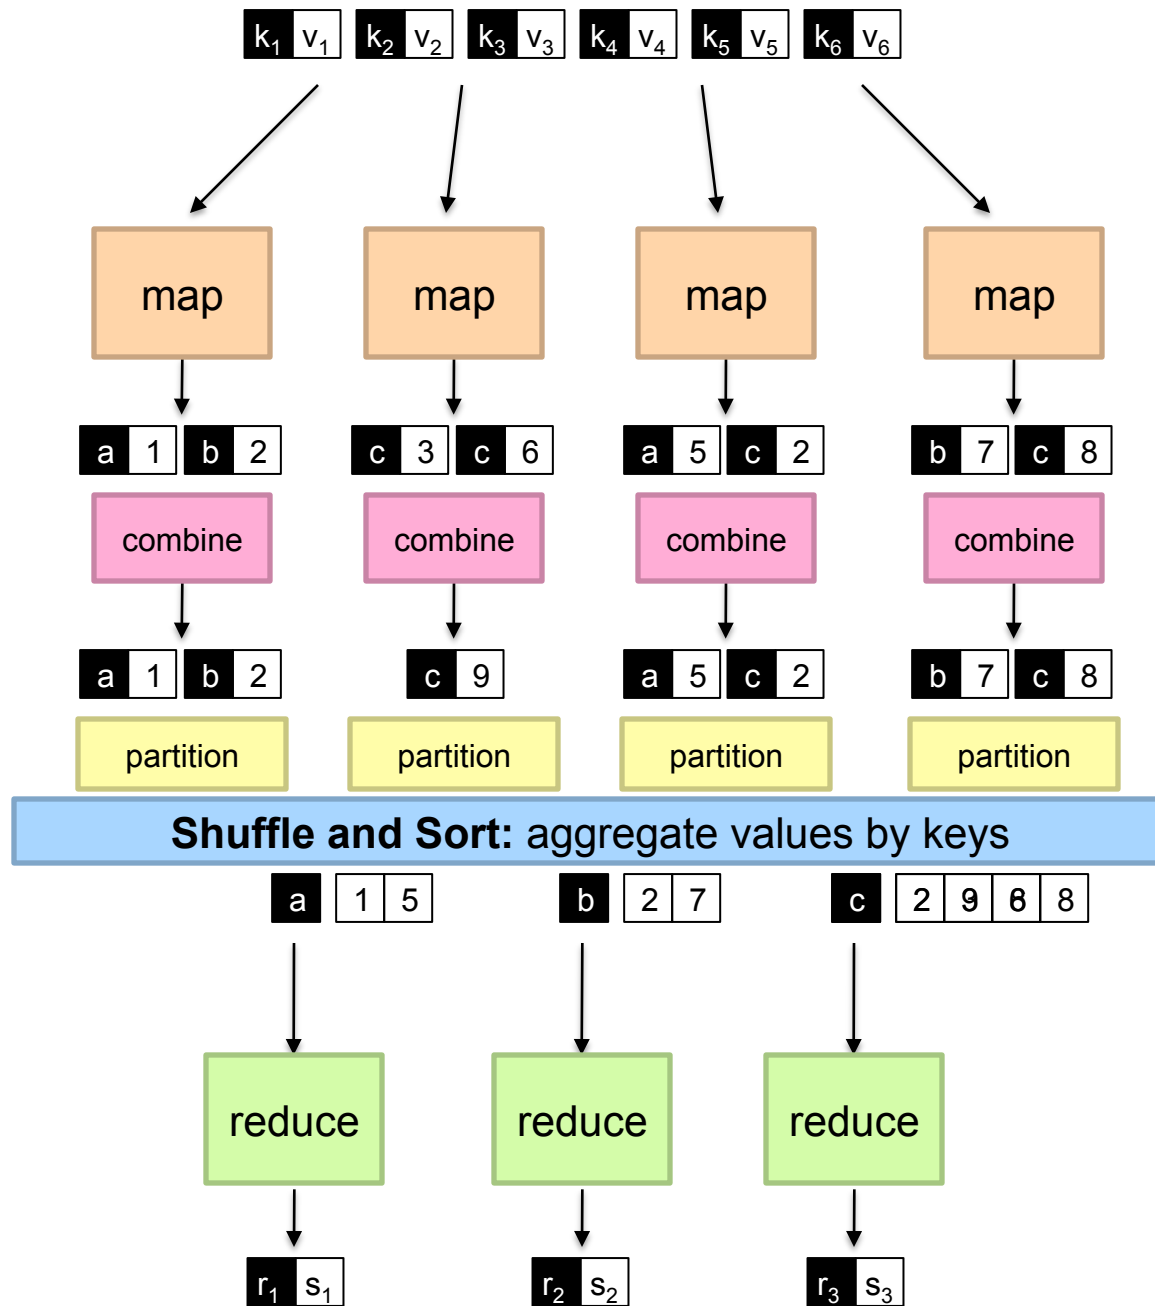 k1 v1 k2 v2 k3 v3 k4 v4 k5 v5 k6 v6
map map map map
a 1 b 2 c 3 c 6 a 5 c 2 b 7 c 8
combine combine combine combine
a 1 b 2 c 9 a 5 c 2 b 7 c 8
partition partition partition partition
Shuffle and Sort: aggregate values by keys
a 1 5 b 2 7 c 2 8
reduce reduce reduce
r1 s1 r2 s2 r3 s3